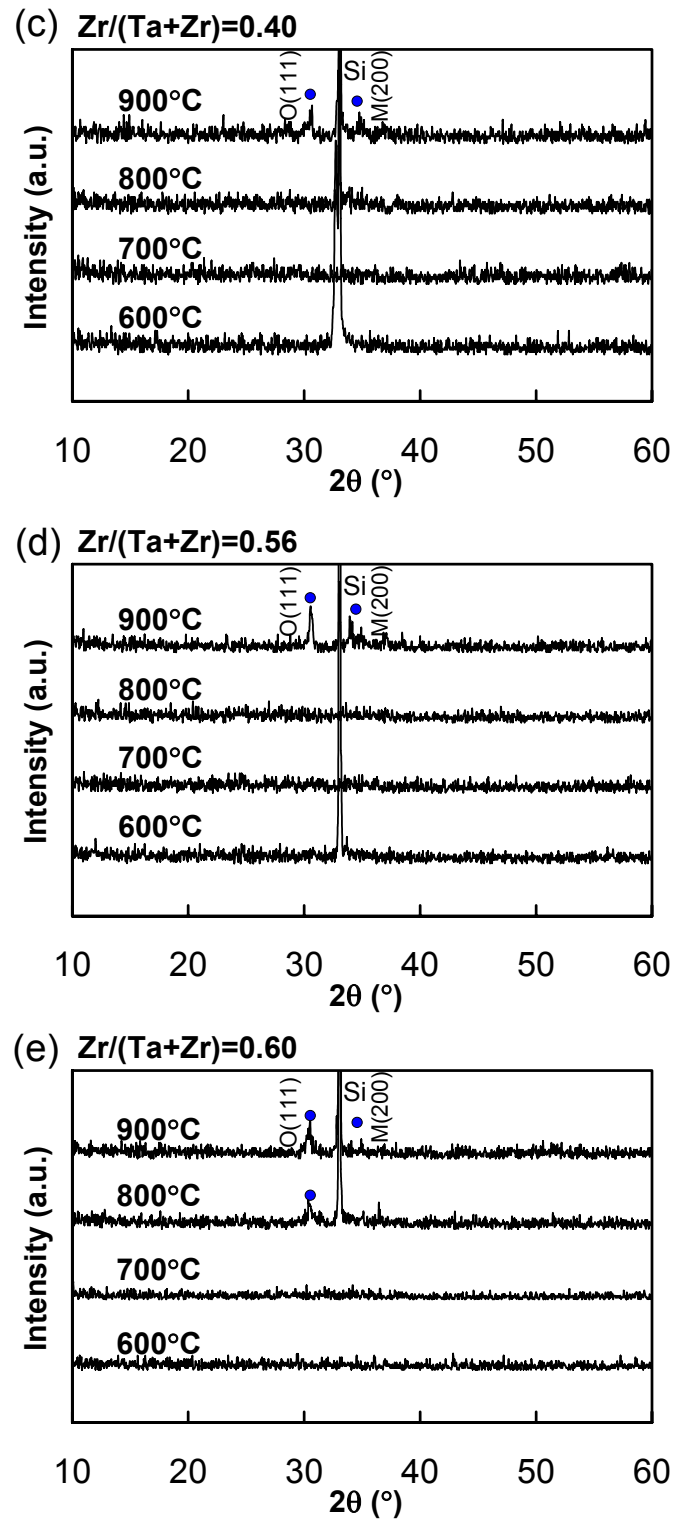 (c) Zr/(Ta+Zr)=0.40
O(111) Si M(200)
900°C
800°C
700°C
600°C
Intensity (a.u.)
10 20 30 40 50 60
2θ (°)
(d) Zr/(Ta+Zr)=0.56
O(111) Si M(200)
900°C
800°C
700°C
600°C
Intensity (a.u.)
10 20 30 40 50 60
2θ (°)
(e) Zr/(Ta+Zr)=0.60
O(111) Si M(200)
900°C
800°C
700°C
600°C
Intensity (a.u.)
10 20 30 40 50 60
2θ (°)